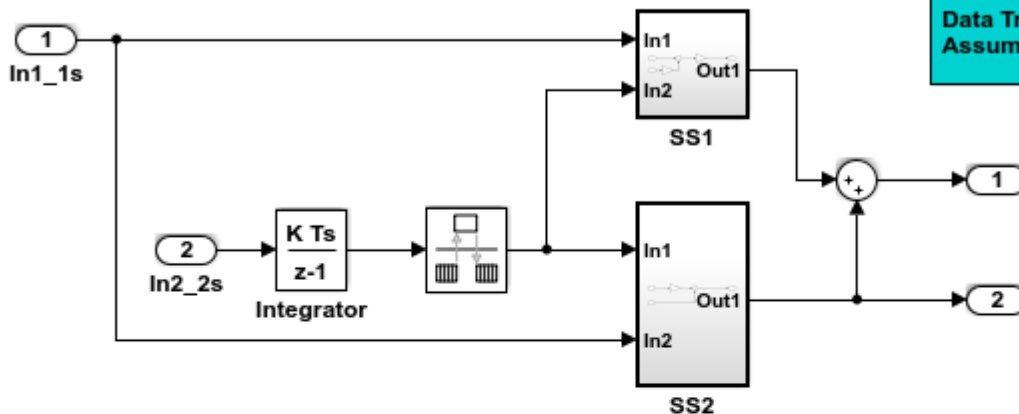 1
In1_1s
In1
In2
Out1
SS1
Data Tr
Assum
2
In2_2s
K Ts
z-1
Integrator
In1
In2
Out1
SS2
+
+
1
2